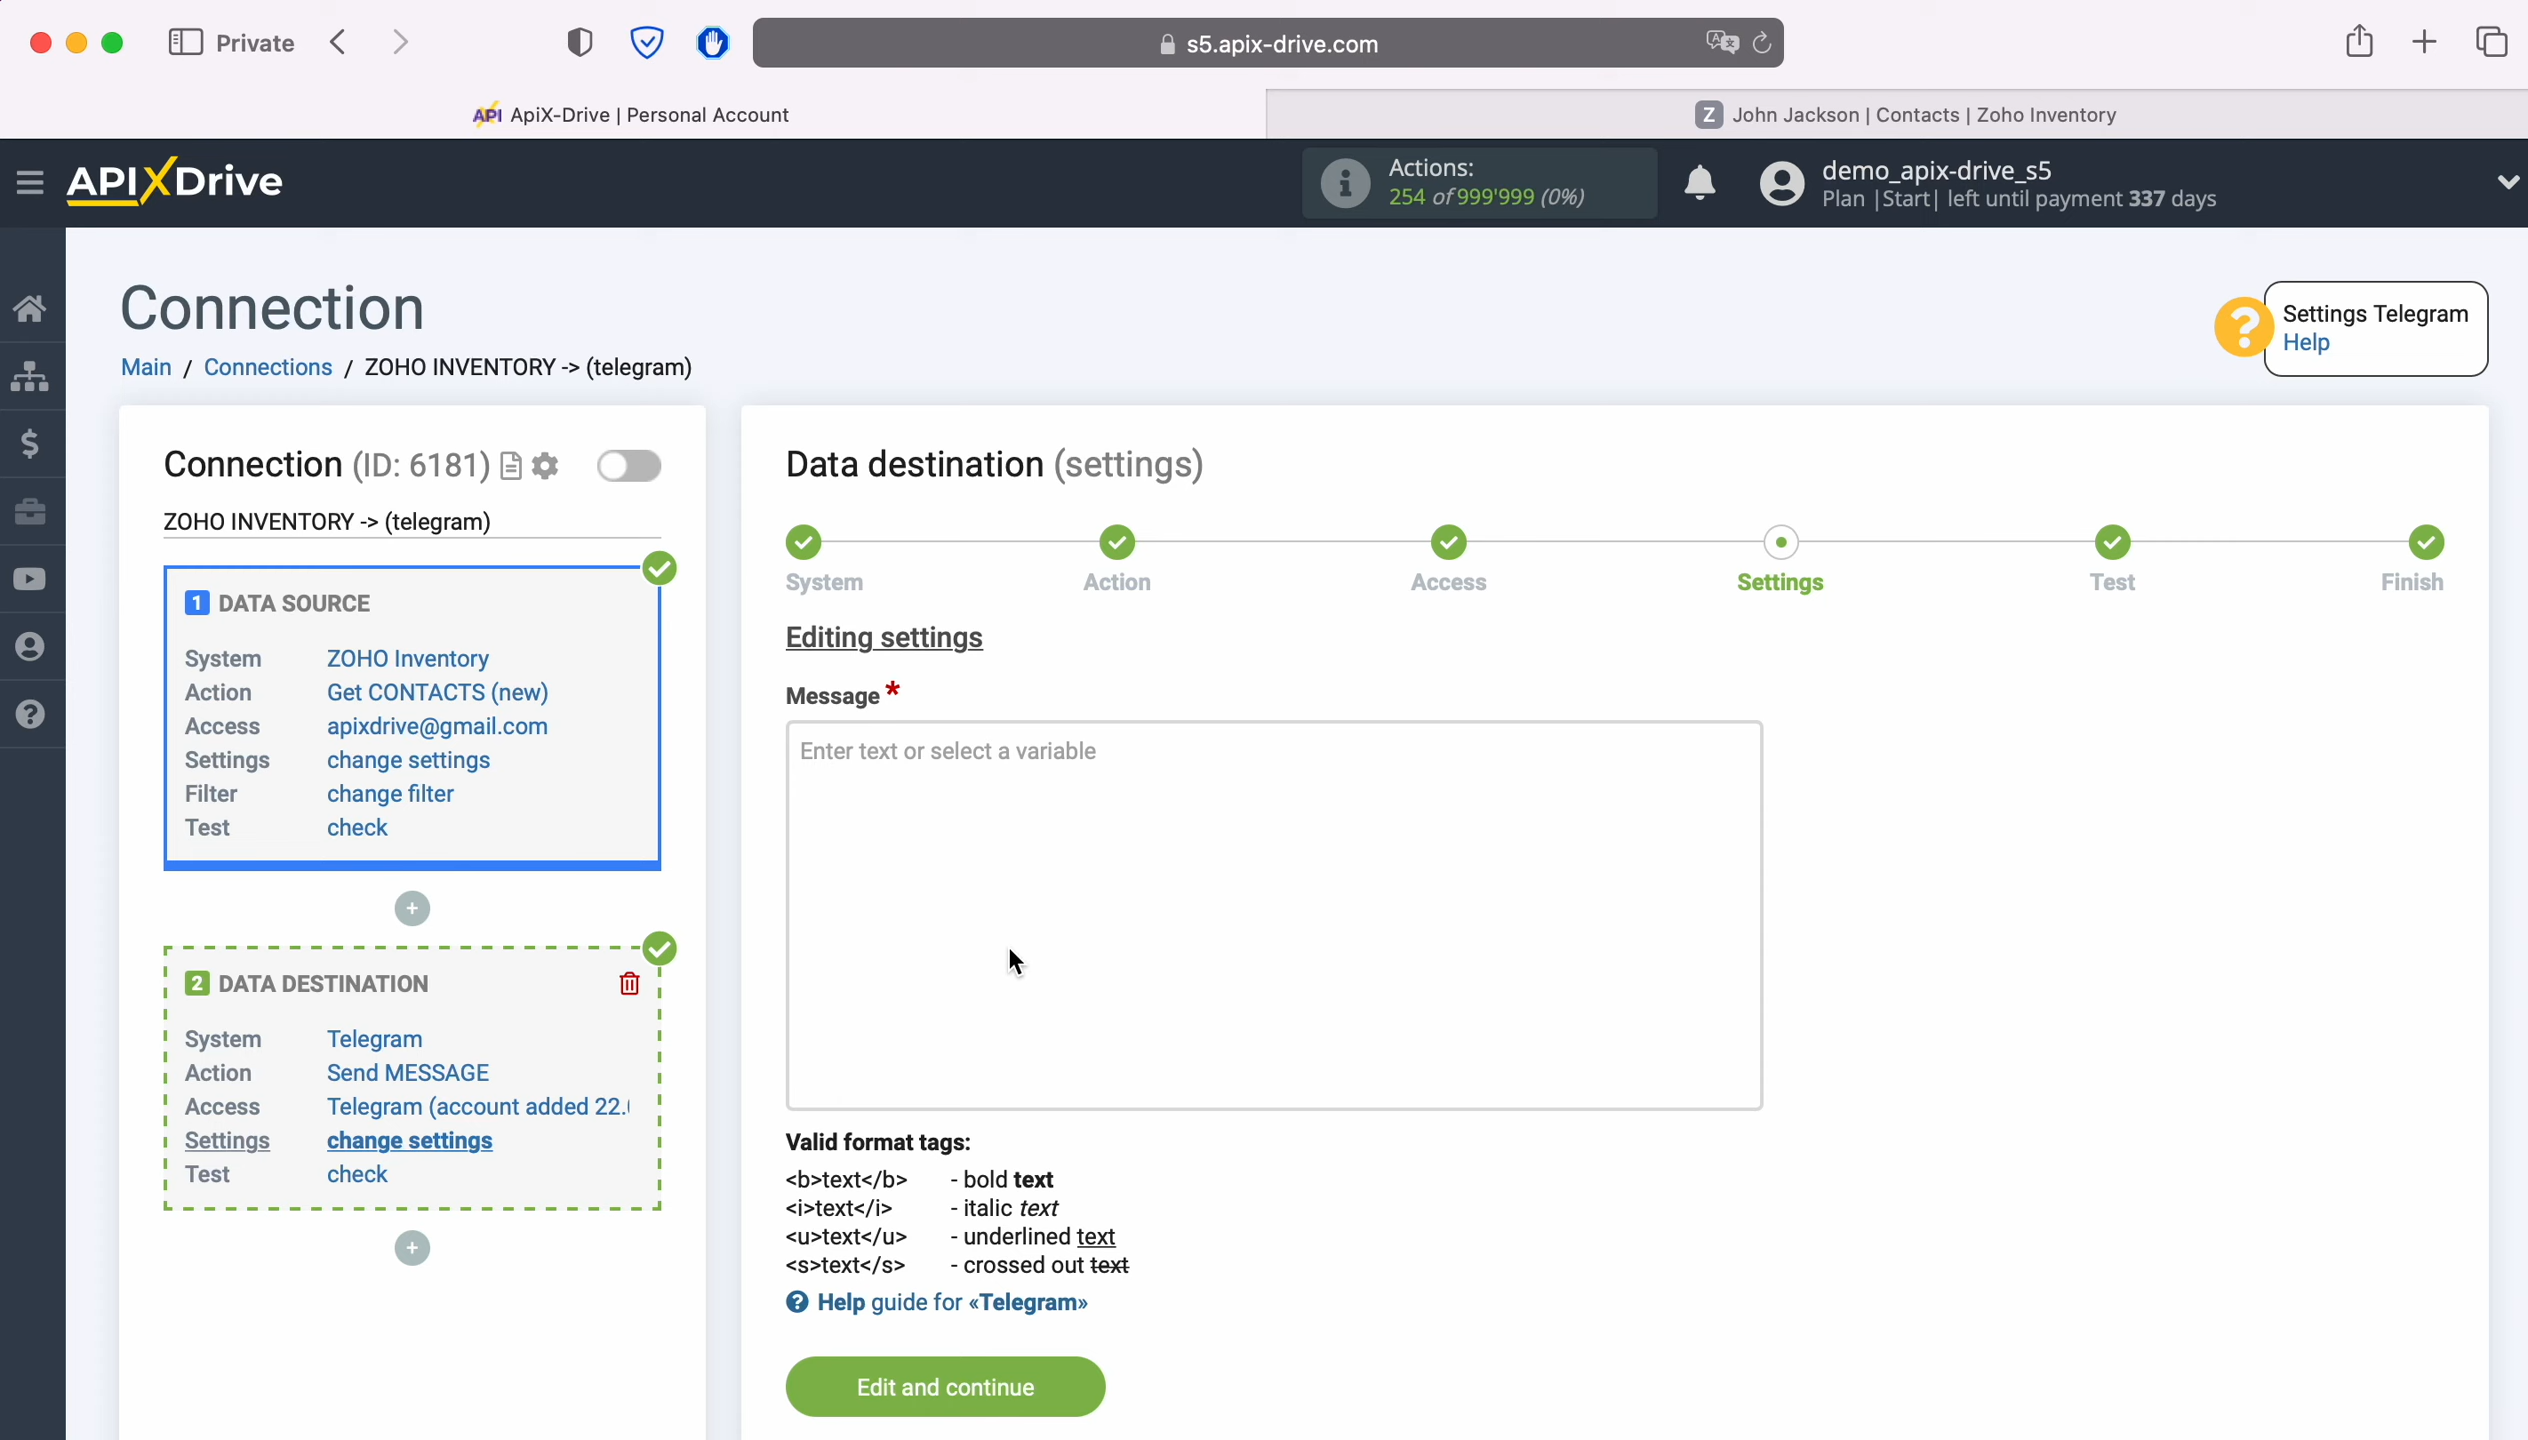 Private
s5.apix-drive.com
API ApiX-Drive | Personal Account
Z John Jackson | Contacts | Zoho Inventory
APIXDrive
Actions:
254 of 999'999 (0%)
demo_apix-drive_s5
Plan |Start| left until payment 337 days
Connection
Main / Connections / ZOHO INVENTORY -> (telegram)
Settings Telegram
Help
Connection (ID: 6181)
ZOHO INVENTORY -> (telegram)
1 DATA SOURCE
System ZOHO Inventory
Action Get CONTACTS (new)
Access apixdrive@gmail.com
Settings change settings
Filter change filter
Test check
2 DATA DESTINATION
System Telegram
Action Send MESSAGE
Access Telegram (account added 22.
Settings change settings
Test check
Data destination (settings)
System Action Access Settings Test Finish
Editing settings
Message *
Enter text or select a variable
Valid format tags:
<b>text</b> - bold text
<i>text</i> - italic text
<u>text</u> - underlined text
<s>text</s> - crossed out text
Help guide for «Telegram»
Edit and continue